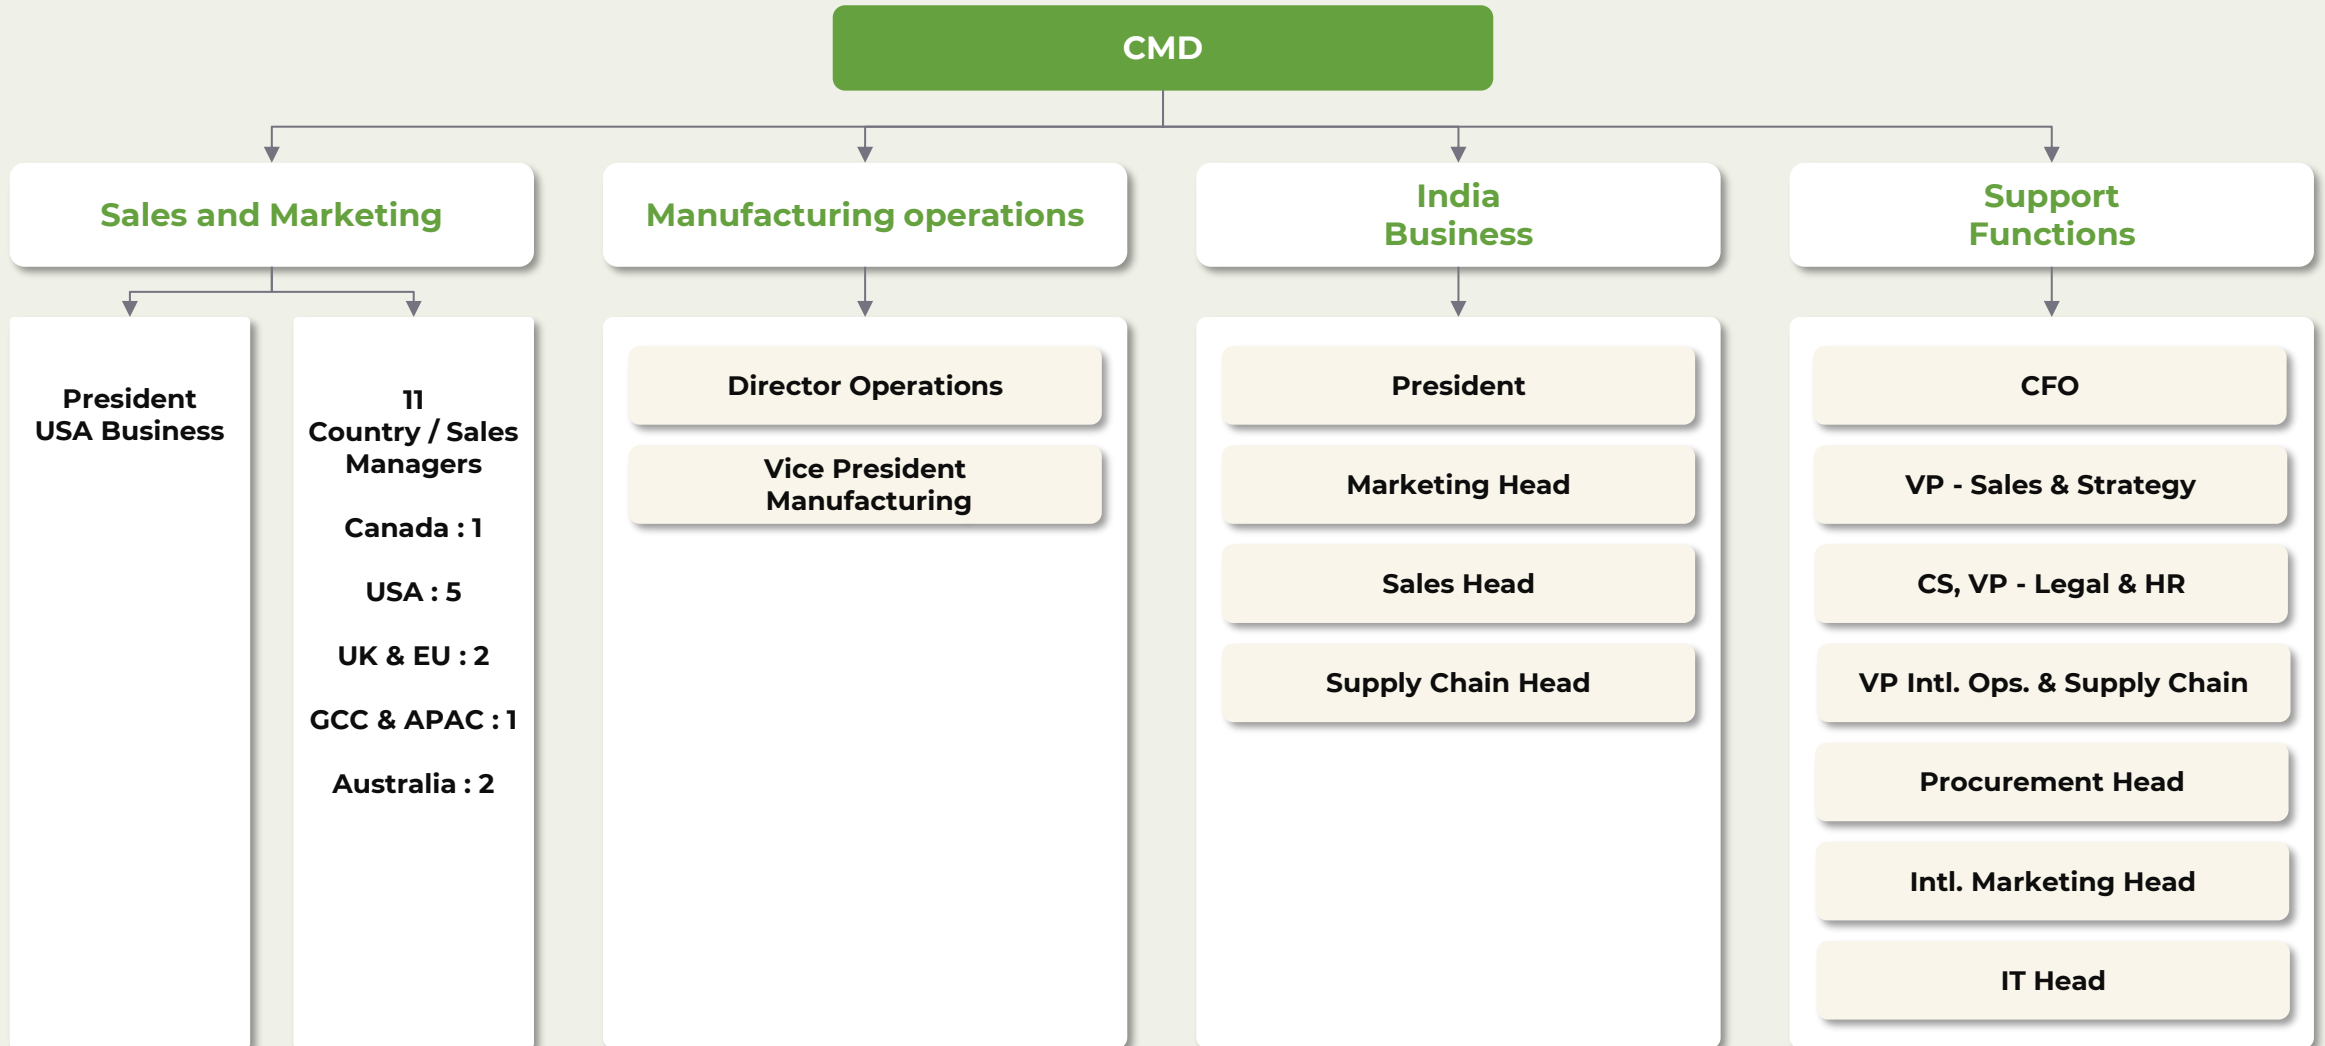 CMD
Sales and Marketing
Manufacturing operations
India
Business
Support
Functions
President
USA Business
11
Country / Sales
Managers
Canada : 1
USA : 5
UK & EU : 2
GCC & APAC : 1
Australia : 2
Director Operations
Vice President
Manufacturing
President
Marketing Head
Sales Head
Supply Chain Head
CFO
VP - Sales & Strategy
CS, VP - Legal & HR
VP Intl. Ops. & Supply Chain
Procurement Head
Intl. Marketing Head
IT Head